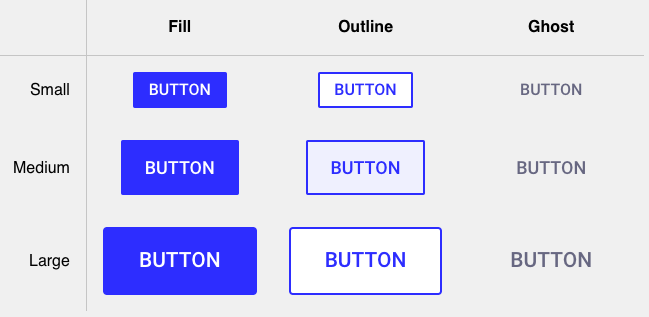 Fill Outline Ghost
Small BUTTON BUTTON BUTTON
Medium BUTTON BUTTON BUTTON
Large BUTTON BUTTON BUTTON